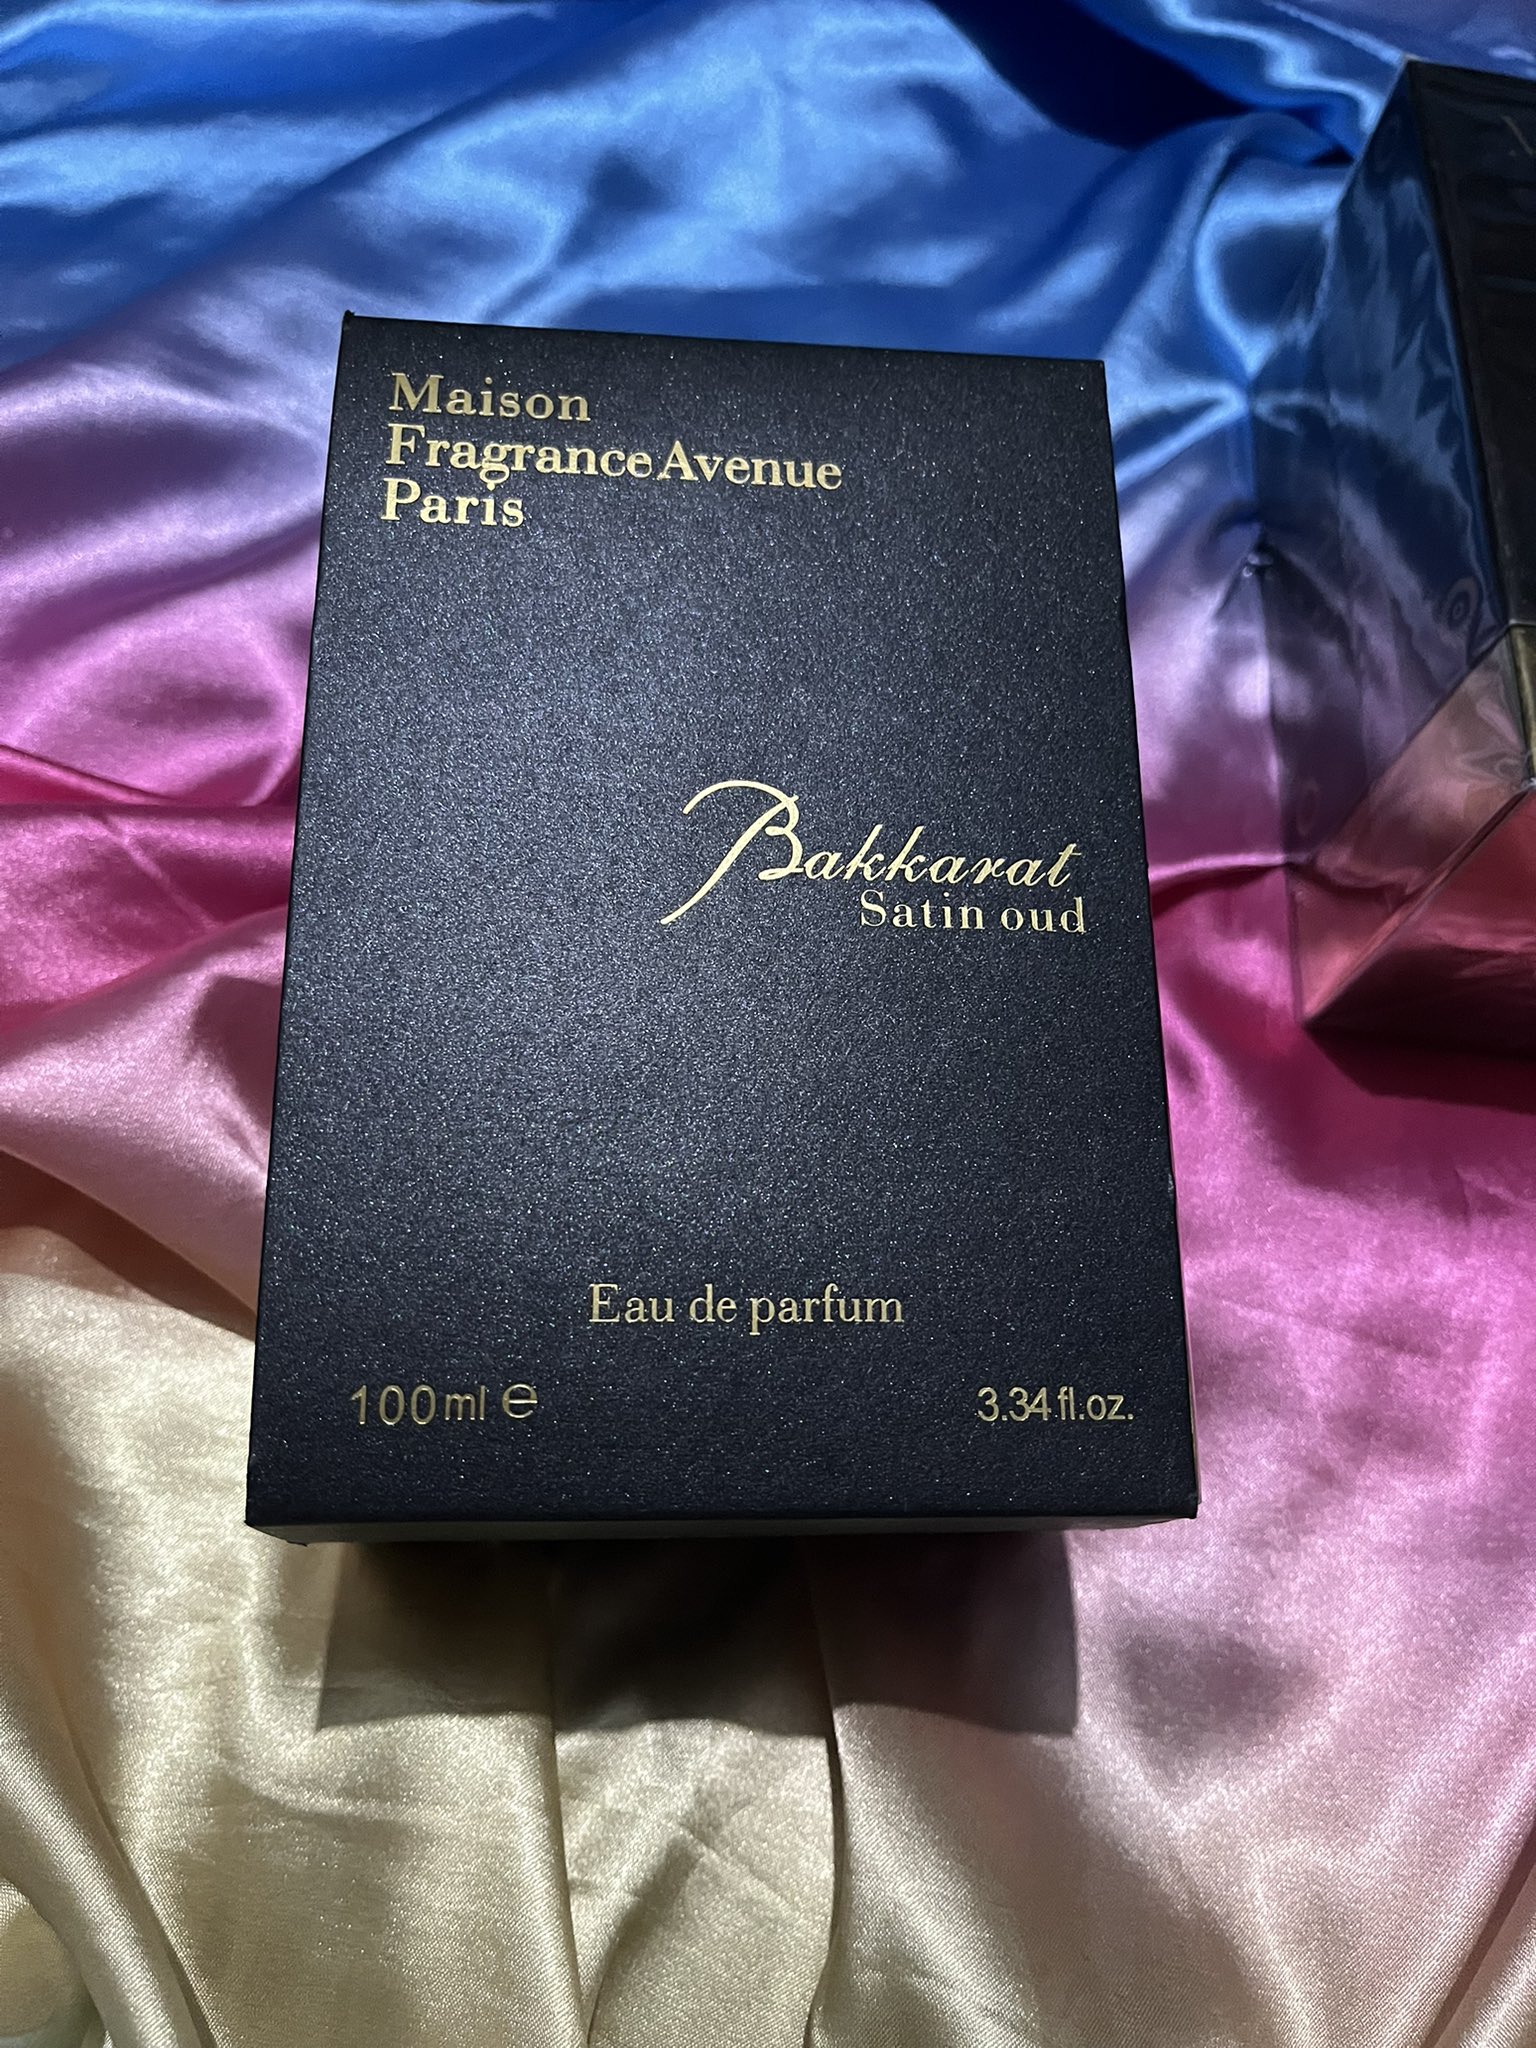 Maison
Fragrance Avenue
Paris
Bakkarat
Satin oud
Eau de parfum
100ml ℮
3.34 fl.oz.